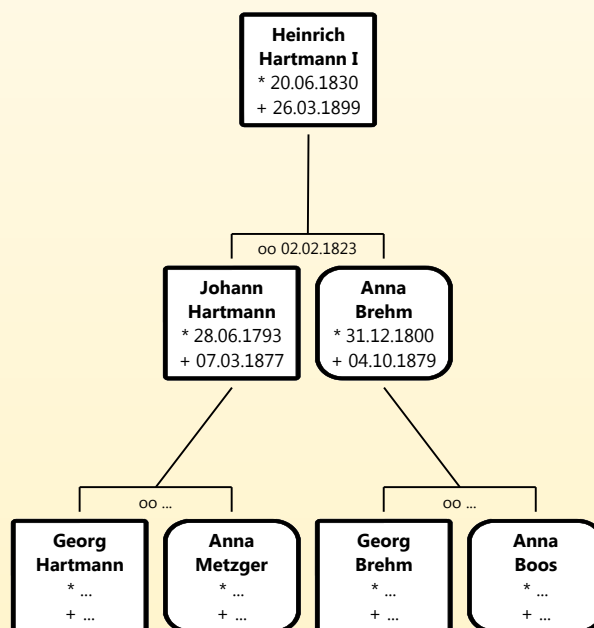 Heinrich
Hartmann I
* 20.06.1830
+ 26.03.1899
oo 02.02.1823
Johann
Hartmann
* 28.06.1793
+ 07.03.1877
Anna
Brehm
* 31.12.1800
+ 04.10.1879
oo ...
oo ...
Georg
Hartmann
* ...
+ ...
Anna
Metzger
* ...
+ ...
Georg
Brehm
* ...
+ ...
Anna
Boos
* ...
+ ...